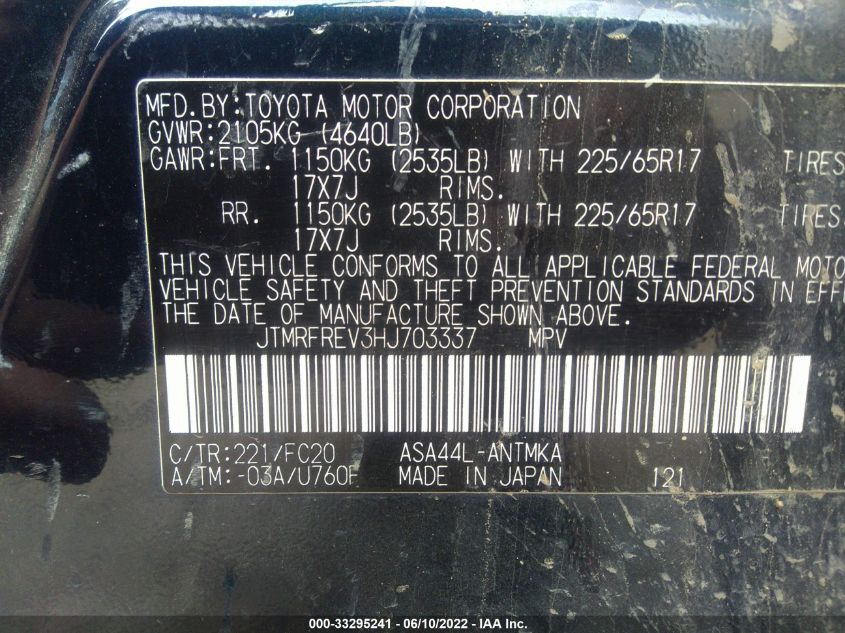 MFD.BY:TOYOTA MOTOR CORPORATION
GVWR:2105KG (4640LB)
GAWR:FRT. 1150KG (2535LB) WITH 225/65R17 TIRES
17X7J RIMS.
RR. 1150KG (2535LB) WITH 225/65R17 TIRES
17X7J RIMS.
THIS VEHICLE CONFORMS TO ALL APPLICABLE FEDERAL MOTO
VEHICLE SAFETY AND THEFT PREVENTION STANDARDS IN EFF
THE DATE OF MANUFACTURE SHOWN ABOVE.
JTMRFREV3HJ703337 MPV
C/TR:221/FC20 ASA44L-ANTMKA
A/TM:-03A/U760F MADE IN JAPAN 121
000-33295241 - 06/10/2022 - IAA Inc.